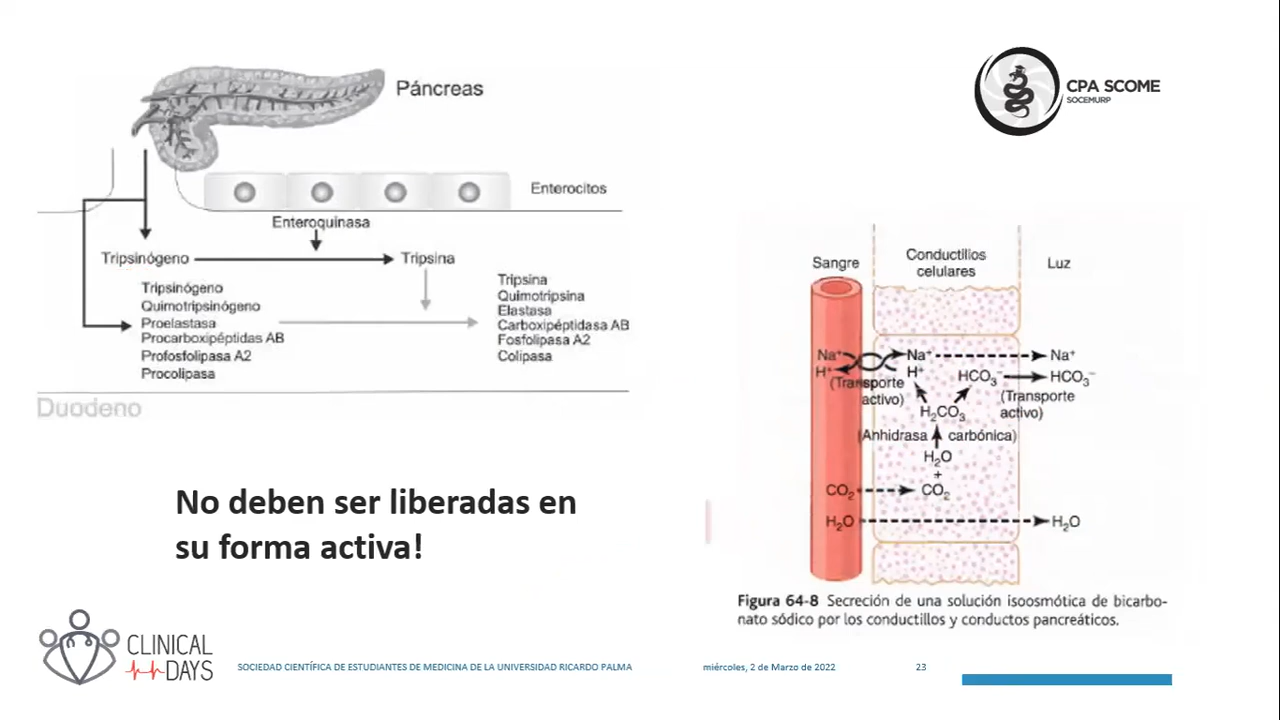 Páncreas
Enterocitos
Enteroquinasa
Tripsinógeno
Tripsina
Tripsinógeno
Quimotripsinógeno
Proelastasa
Procarboxipéptidas AB
Profosfolipasa A2
Procolipasa
Tripsina
Quimotripsina
Elastasa
Carboxipéptidasa AB
Fosfolipasa A2
Colipasa
Duodeno
No deben ser liberadas en
su forma activa!
CPA SCOME
SOCEMURP
Sangre
Conductillos
celulares
Luz
Na⁺ Na⁺ Na⁺
H⁺ H⁺ HCO₃⁻ HCO₃⁻
(Transporte
activo)
(Transporte
activo)
H₂CO₃
(Anhidrasa carbónica)
H₂O
+
CO₂ CO₂
H₂O H₂O
Figura 64-8 Secreción de una solución isoosmótica de bicarbo-
nato sódico por los conductillos y conductos pancreáticos.
CLINICAL
DAYS
SOCIEDAD CIENTÍFICA DE ESTUDIANTES DE MEDICINA DE LA UNIVERSIDAD RICARDO PALMA
miércoles, 2 de Marzo de 2022
23